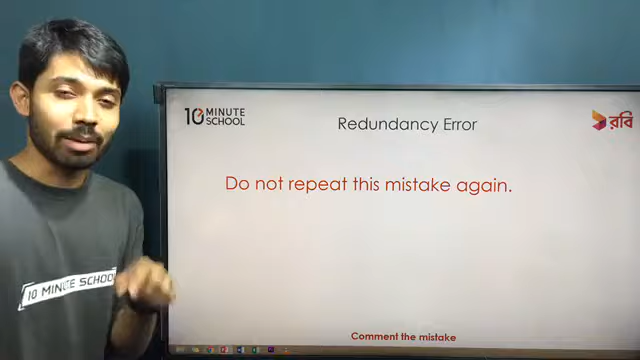 10 MINUTE SCHOOL
Redundancy Error
রবি
Do not repeat this mistake again.
10 MINUTE SCHOOL
Comment the mistake